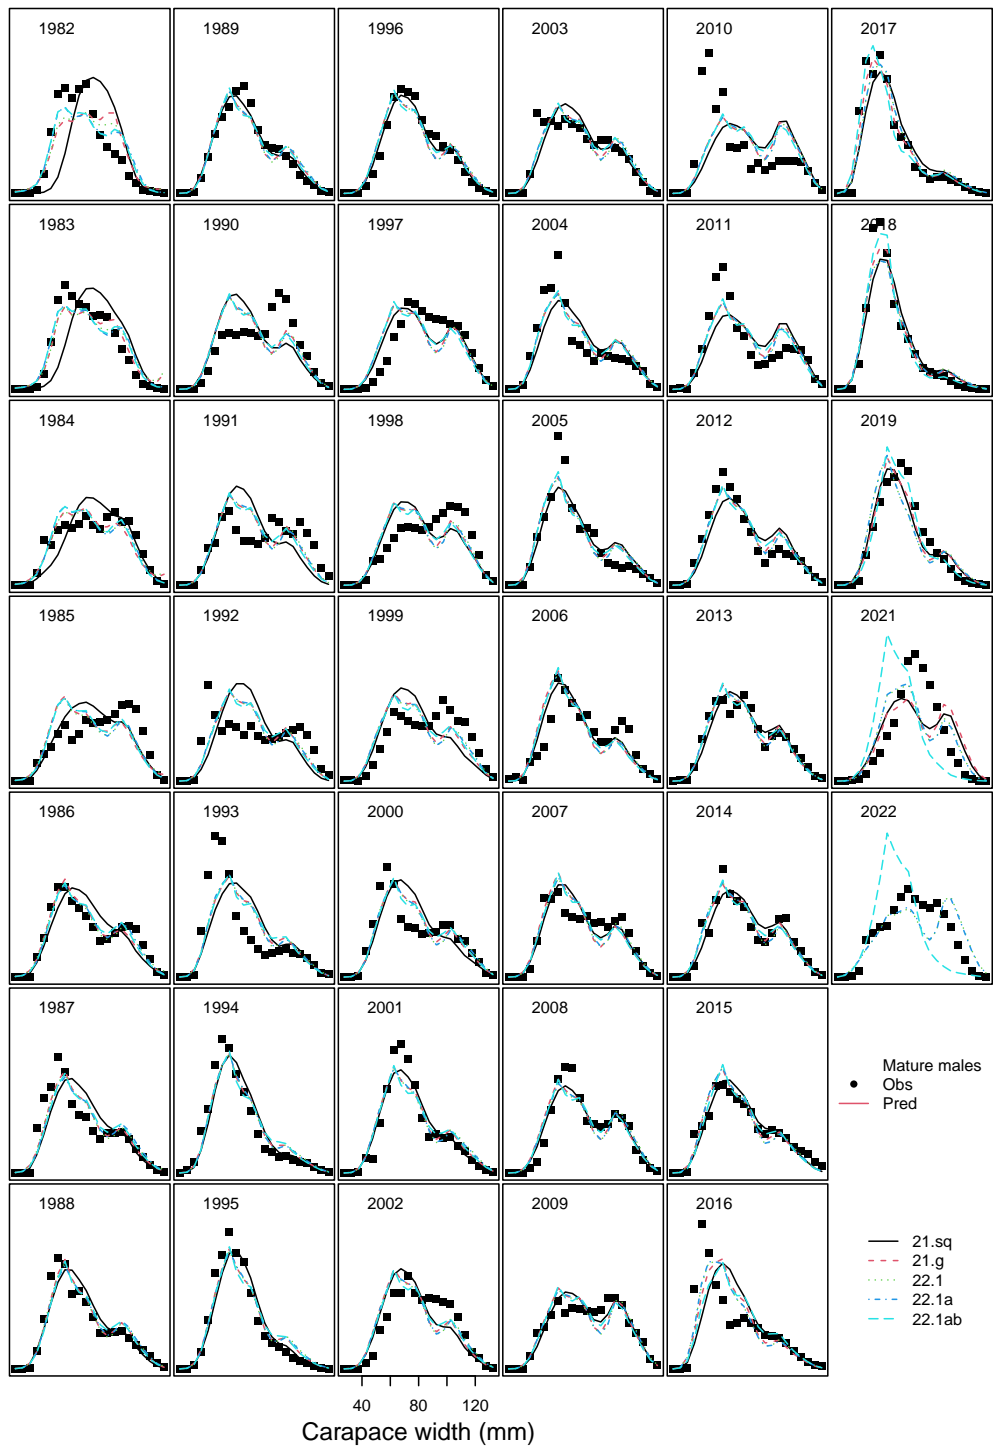 1982 1989 1996 2003 2010 2017
1983 1990 1997 2004 2011 2018
1984 1991 1998 2005 2012 2019
1985 1992 1999 2006 2013 2021
1986 1993 2000 2007 2014 2022
1987 1994 2001 2008 2015
Mature males
Obs
Pred
1988 1995 2002 2009 2016
21.sq
21.g
22.1
22.1a
22.1ab
40 80 120
Carapace width (mm)